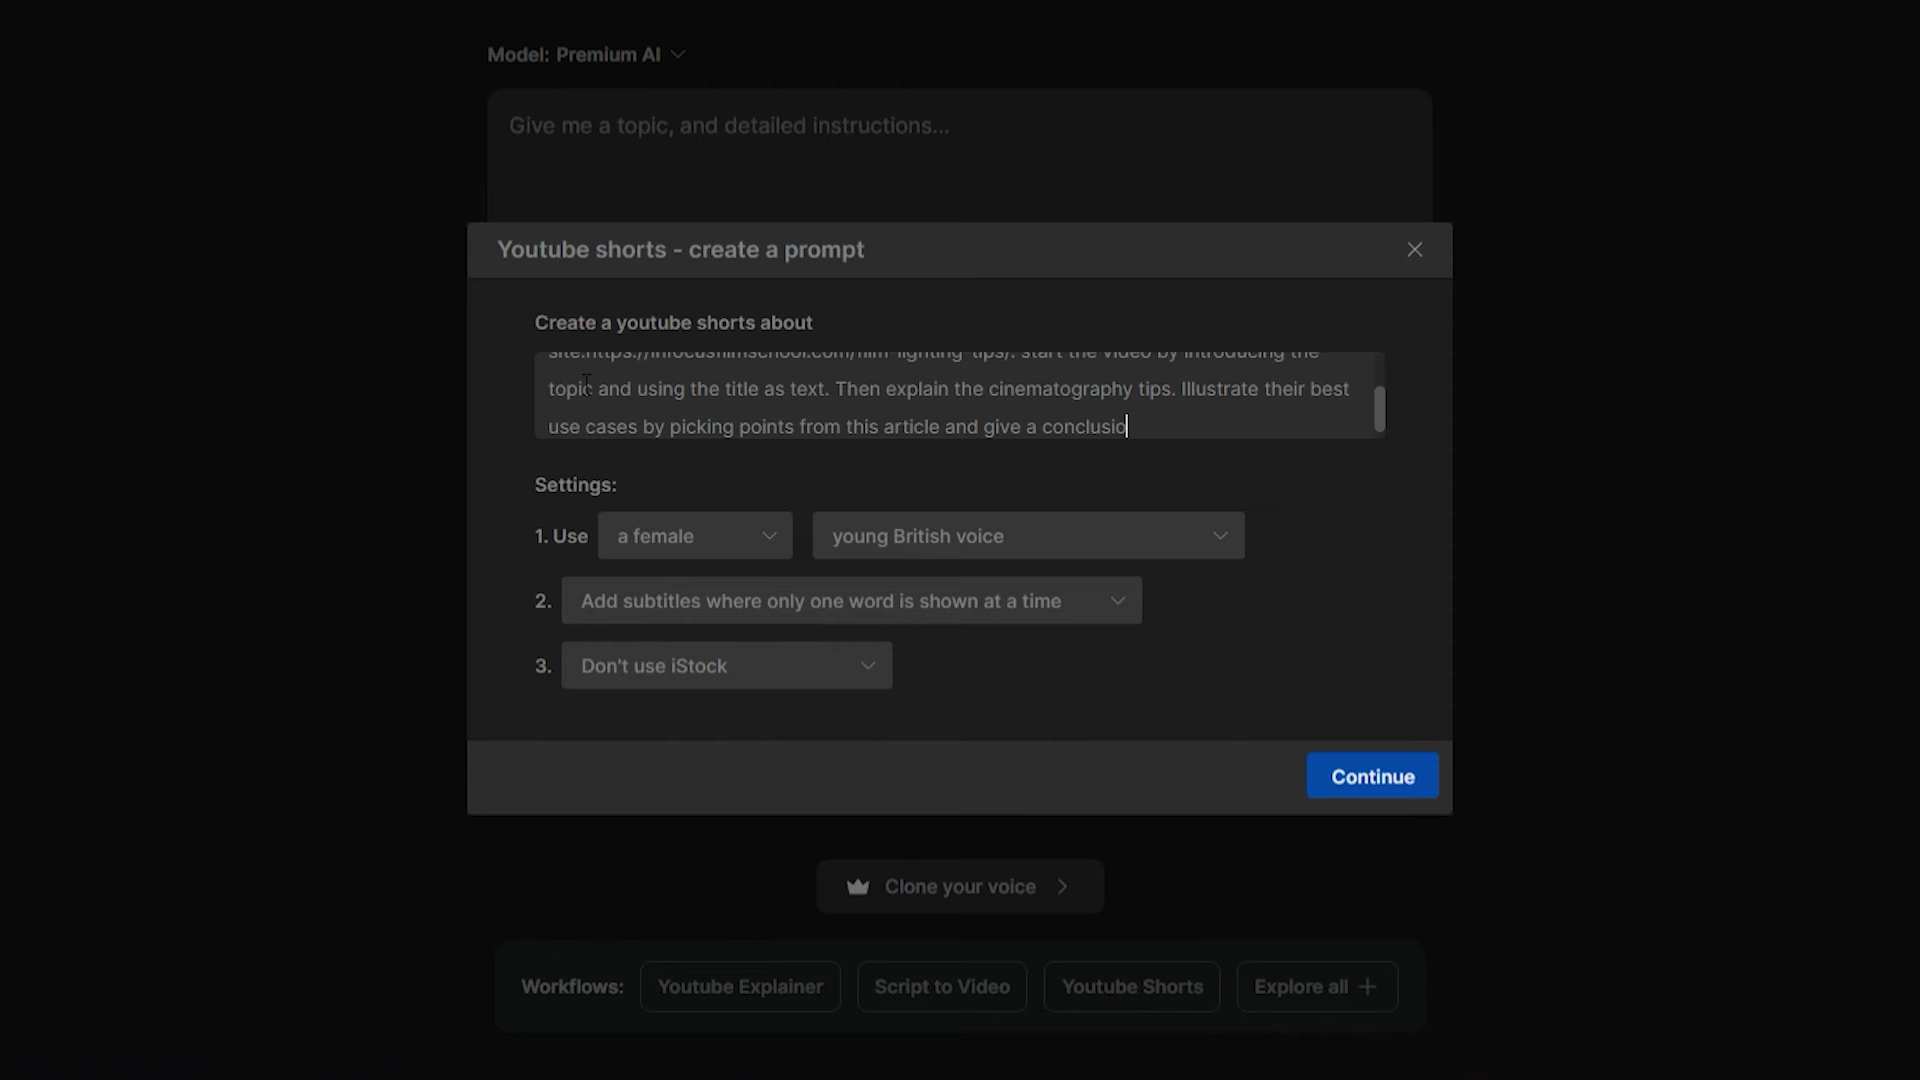 Model: Premium AI
Give me a topic, and detailed instructions...
Youtube shorts - create a prompt
Create a youtube shorts about
site:https://infocusfilmschool.com/film-lighting-tips). start the video by introducing the
topic and using the title as text. Then explain the cinematography tips. Illustrate their best
use cases by picking points from this article and give a conclusio
Settings:
1. Use a female young British voice
2. Add subtitles where only one word is shown at a time
3. Don't use iStock
Continue
Clone your voice
Workflows: Youtube Explainer Script to Video Youtube Shorts Explore all